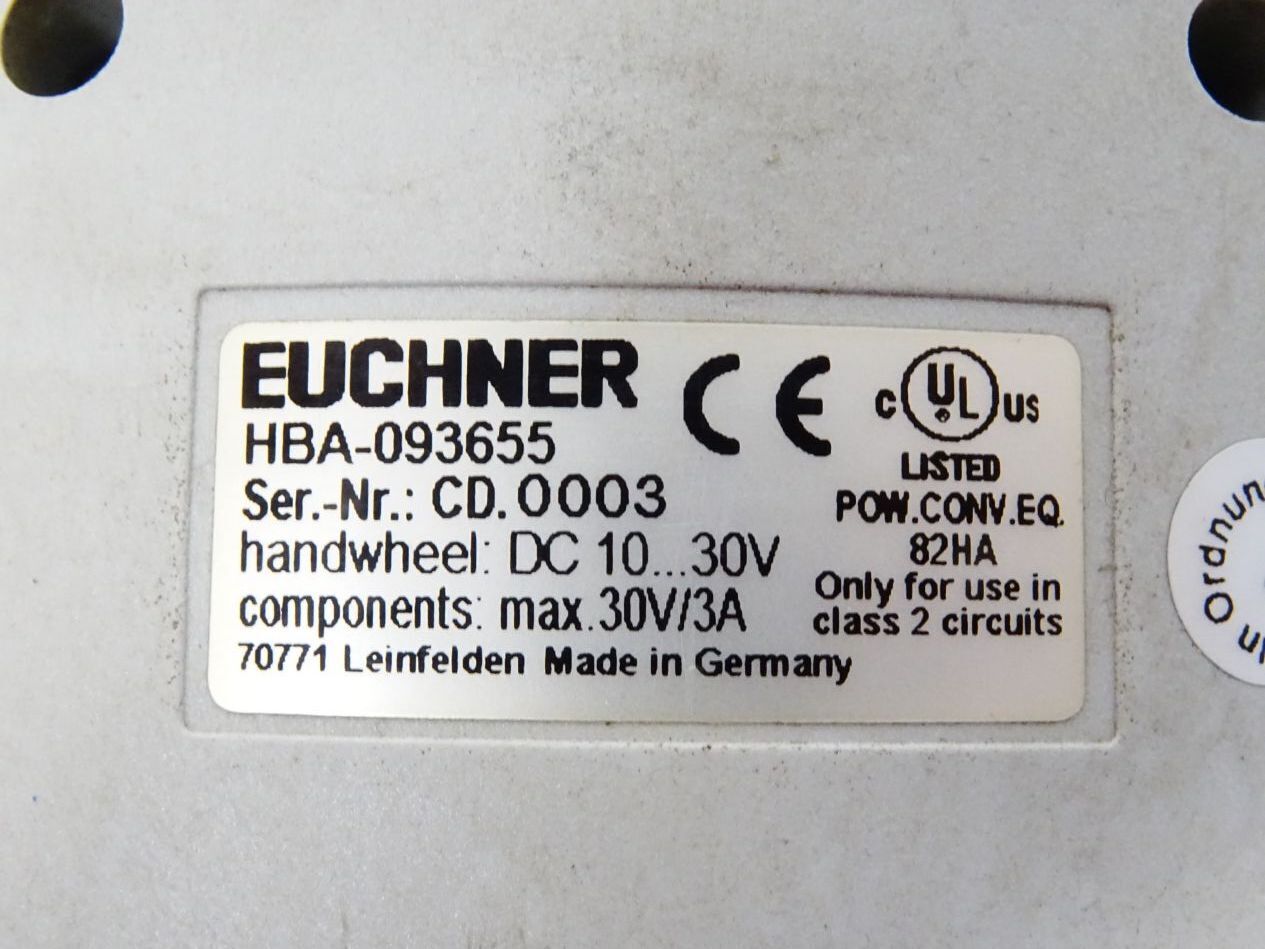 EUCHNER
HBA-093655
Ser.-Nr.: CD.0003
handwheel: DC 10...30V
components: max.30V/3A
70771 Leinfelden Made in Germany
CE
C UL US
LISTED
POW.CONV.EQ.
82HA
Only for use in
class 2 circuits